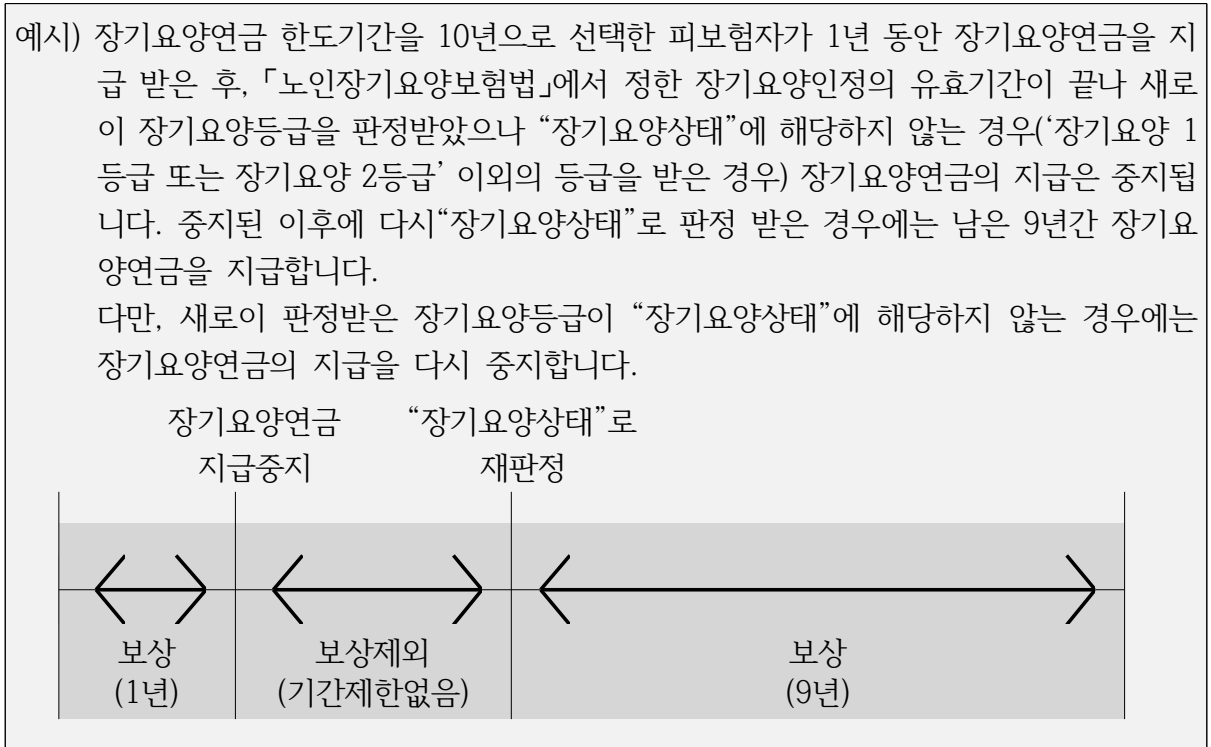 예시) 장기요양연금 한도기간을 10년으로 선택한 피보험자가 1년 동안 장기요양연금을 지
급 받은 후, 「노인장기요양보험법」에서 정한 장기요양인정의 유효기간이 끝나 새로
이 장기요양등급을 판정받았으나 “장기요양상태”에 해당하지 않는 경우(‘장기요양 1
등급 또는 장기요양 2등급’ 이외의 등급을 받은 경우) 장기요양연금의 지급은 중지됩
니다. 중지된 이후에 다시“장기요양상태”로 판정 받은 경우에는 남은 9년간 장기요
양연금을 지급합니다.
다만, 새로이 판정받은 장기요양등급이 “장기요양상태”에 해당하지 않는 경우에는
장기요양연금의 지급을 다시 중지합니다.
장기요양연금 “장기요양상태”로
지급중지 재판정
보상 보상제외 보상
(1년) (기간제한없음) (9년)